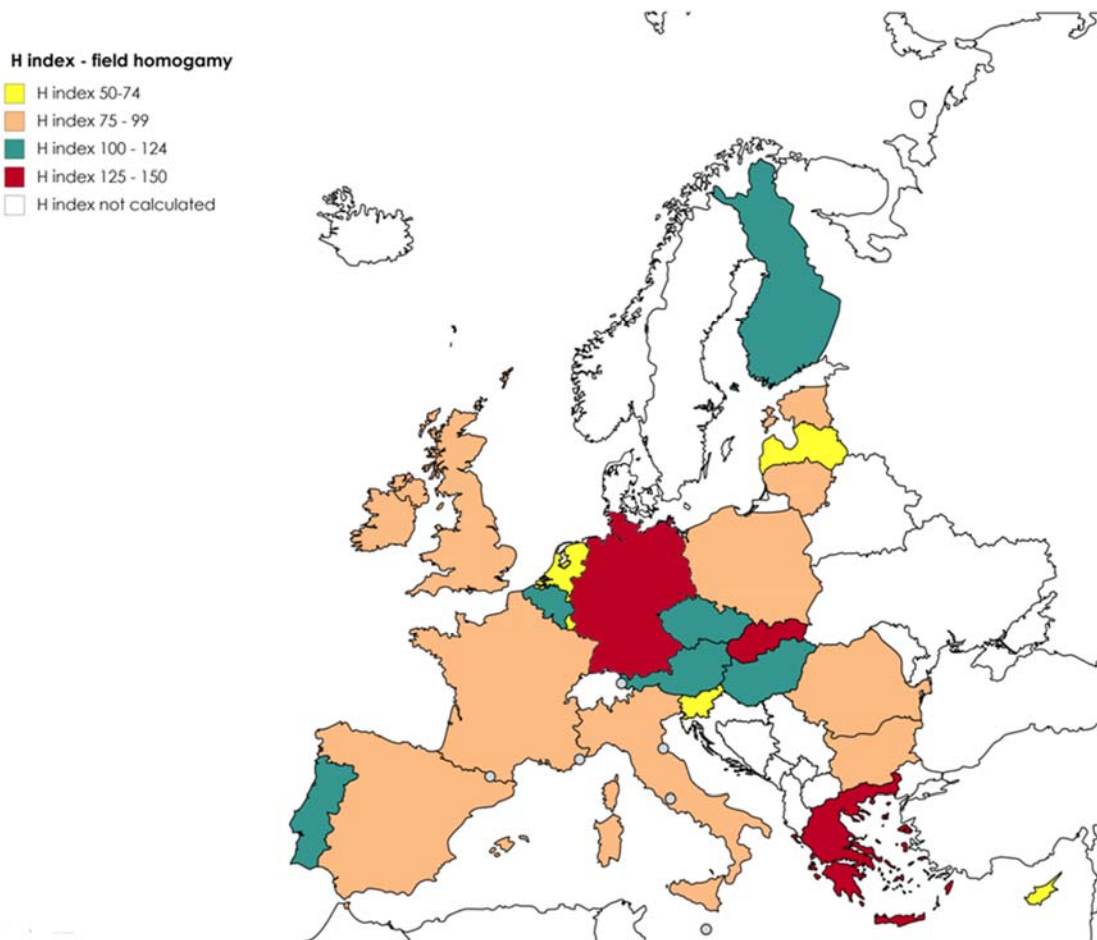 H index - field homogamy
H index 50-74
H index 75 - 99
H index 100 - 124
H index 125 - 150
H index not calculated